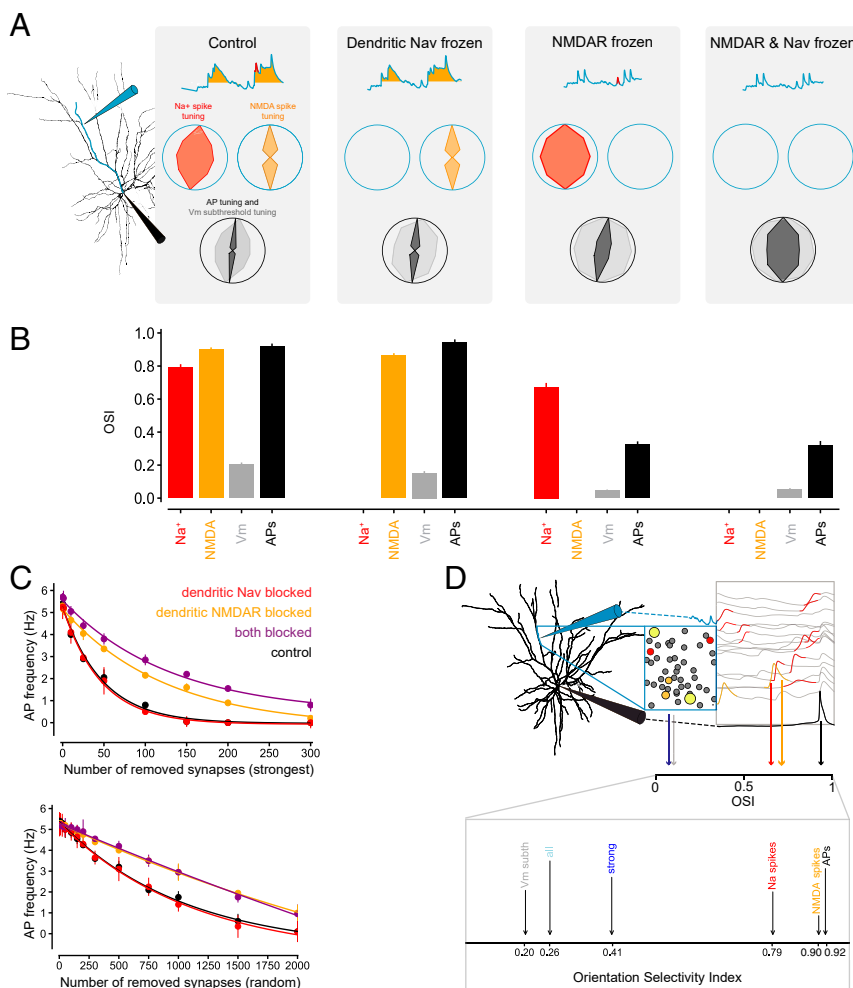 A
Control
Dendritic Nav frozen
NMDAR frozen
NMDAR & Nav frozen
Na+ spike
tuning
NMDA spike
tuning
AP tuning and
Vm subthreshold tuning
B
1.0
0.8
0.6
0.4
0.2
0.0
OSI
Na+
NMDA
Vm
APs
Na+
NMDA
Vm
APs
Na+
NMDA
Vm
APs
Na+
NMDA
Vm
APs
C
dendritic Nav blocked
dendritic NMDAR blocked
both blocked
control
AP frequency (Hz)
6
5
4
3
2
1
0
0 50 100 150 200 250 300
Number of removed synapses (strongest)
AP frequency (Hz)
6
5
4
3
2
1
0
0 250 500 750 1000 1250 1500 1750 2000
Number of removed synapses (random)
D
0 0.5 1
OSI
Vm subth
all
strong
Na spikes
NMDA spikes
APs
0.20 0.26 0.41 0.79 0.90 0.92
Orientation Selectivity Index